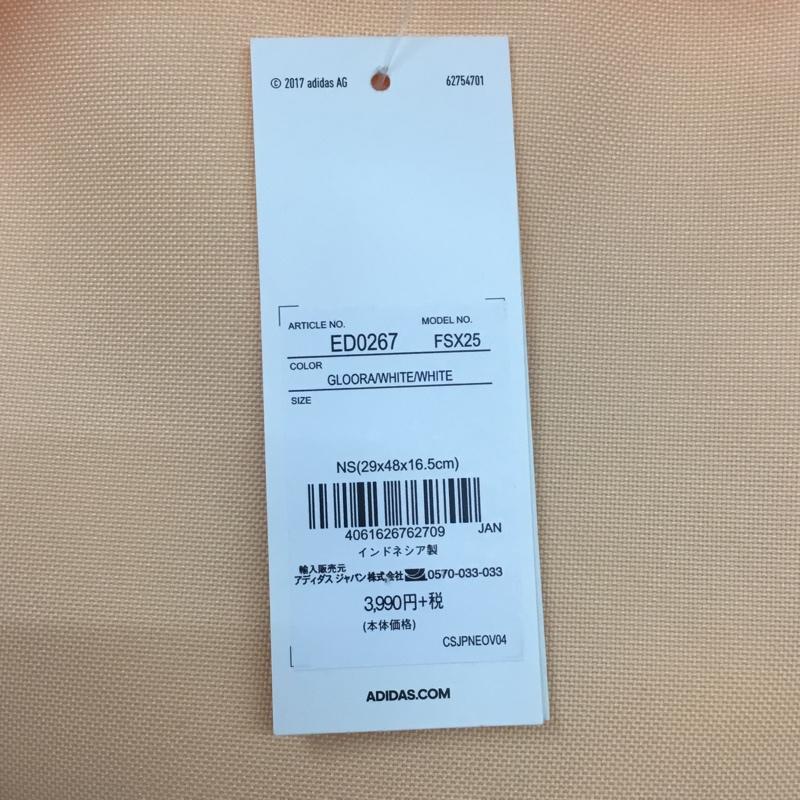 © 2017 adidas AG 62754701
ARTICLE NO. MODEL NO.
ED0267 FSX25
COLOR
GLOORA/WHITE/WHITE
SIZE
NS(29x48x16.5cm)
4061626762709 JAN
インドネシア製
輸入販売元
アディダス ジャパン株式会社 0570-033-033
3,990円+税
(本体価格)
CSJPNEOV04
ADIDAS.COM